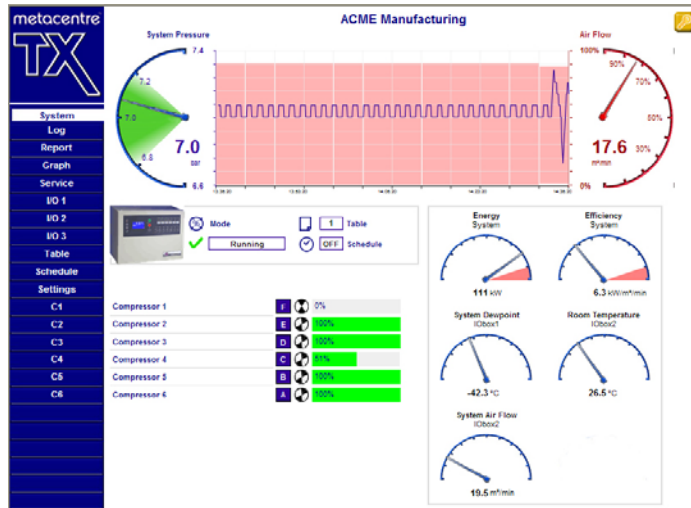 metacentre
TX
ACME Manufacturing
System
Log
Report
Graph
Service
I/O 1
I/O 2
I/O 3
Table
Schedule
Settings
C1
C2
C3
C4
C5
C6
System Pressure
7.2
7.0
6.8
7.0
bar
7.4
6.6
14:35:00
Air Flow
100%
0%
90%
70%
50%
30%
17.6
m³/min
Mode
Running
1 Table
OFF Schedule
Compressor 1 F 0%
Compressor 2 E 100%
Compressor 3 D 100%
Compressor 4 C 51%
Compressor 5 B 100%
Compressor 6 A 100%
Energy
System
111 kW
Efficiency
System
6.3 kW/m³/min
System Dewpoint
IObox1
-42.3 °C
Room Temperature
IObox2
26.5 °C
System Air Flow
IObox2
19.5 m³/min